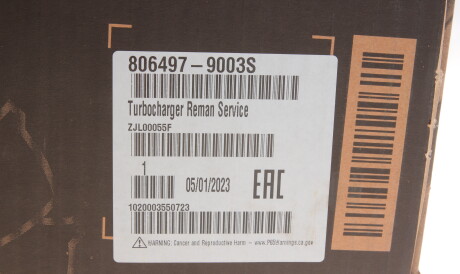 806497-9003S
Turbocharger Reman Service
ZJL00055F
1
05/01/2023 EAC
1020003550723
WARNING: Cancer and Reproductive Harm - www.P65Warnings.ca.gov